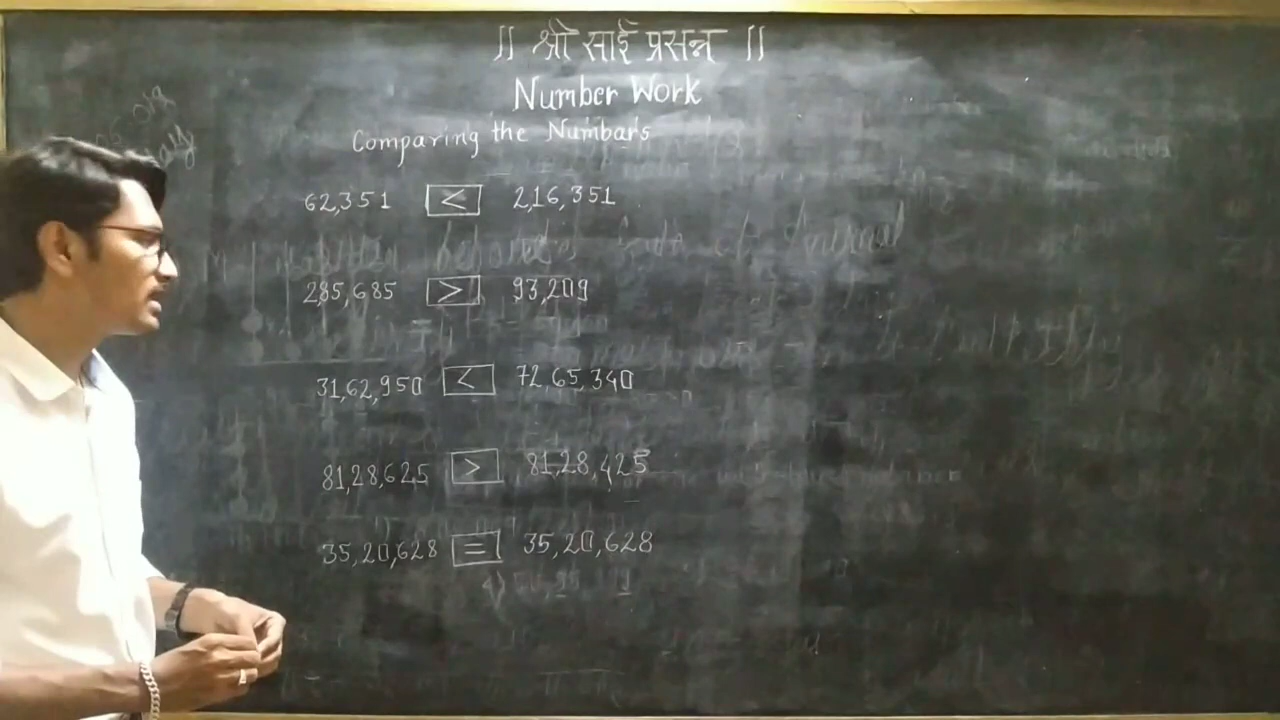 ॥ श्री साई प्रसन्न ॥
Number Work
Comparing the Numbars
62,351 < 2,16,351
285,685 > 93,209
31,62,950 < 72,65,340
81,28,625 > 81,28,425
35,20,628 = 35,20,628